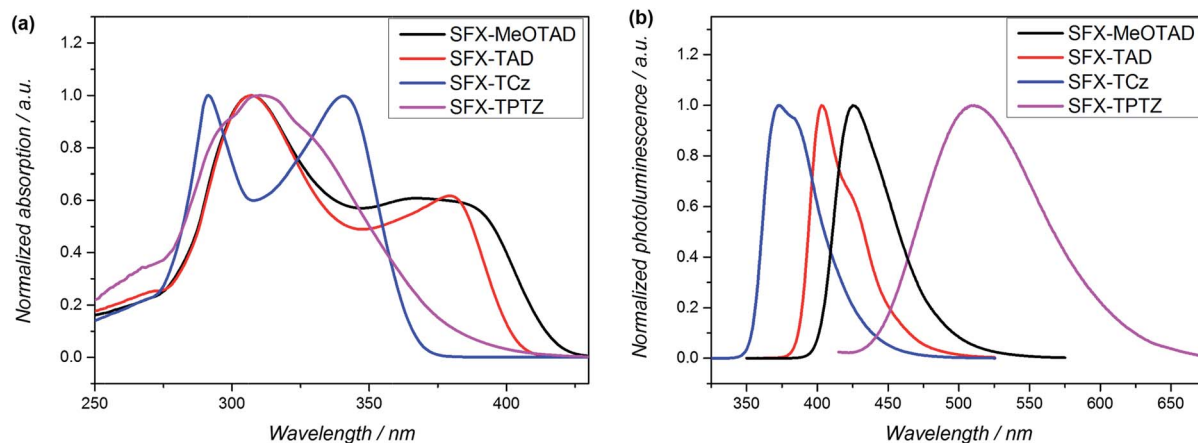 (a)
SFX-MeOTAD
SFX-TAD
SFX-TCz
SFX-TPTZ
Normalized absorption / a.u.
1.2
1.0
0.8
0.6
0.4
0.2
0.0
250 300 350 400
Wavelength / nm
(b)
SFX-MeOTAD
SFX-TAD
SFX-TCz
SFX-TPTZ
Normalized photoluminescence / a.u.
1.2
1.0
0.8
0.6
0.4
0.2
0.0
350 400 450 500 550 600 650
Wavelength / nm